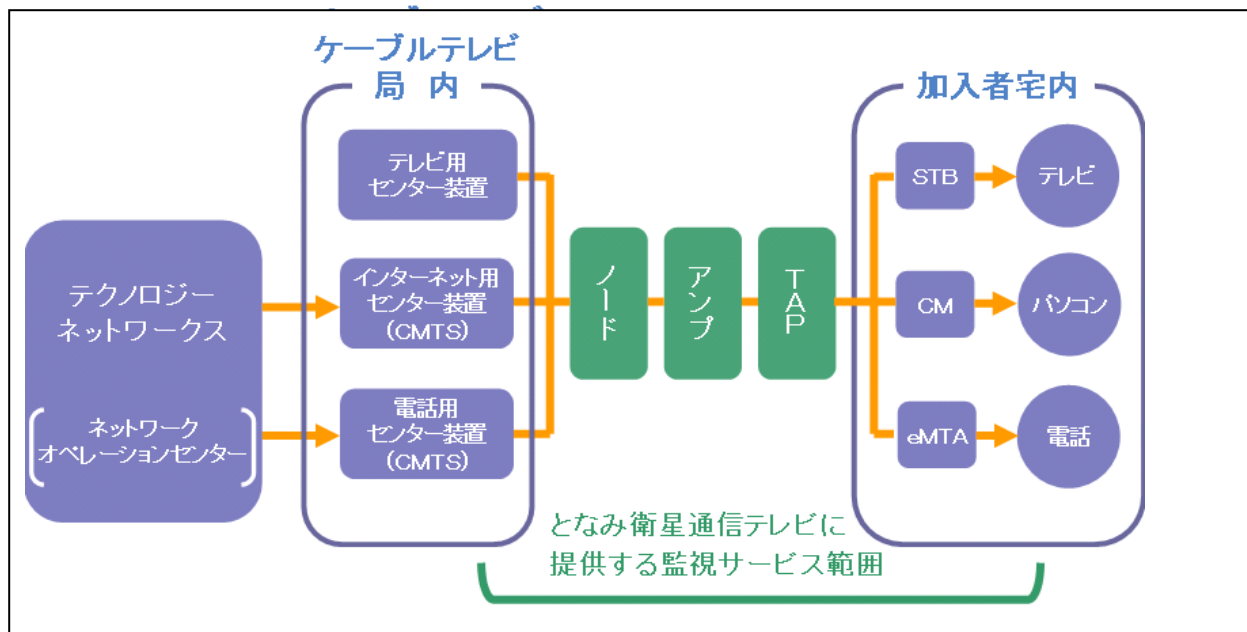 ケーブルテレビ
局 内
加入者宅内
テレビ用
センター装置
STB
テレビ
テクノロジー
ネットワークス
インターネット用
センター装置
(CMTS)
ノード
アンプ
TAP
CM
パソコン
ネットワーク
オペレーションセンター
電話用
センター装置
(CMTS)
eMTA
電話
となみ衛星通信テレビに
提供する監視サービス範囲